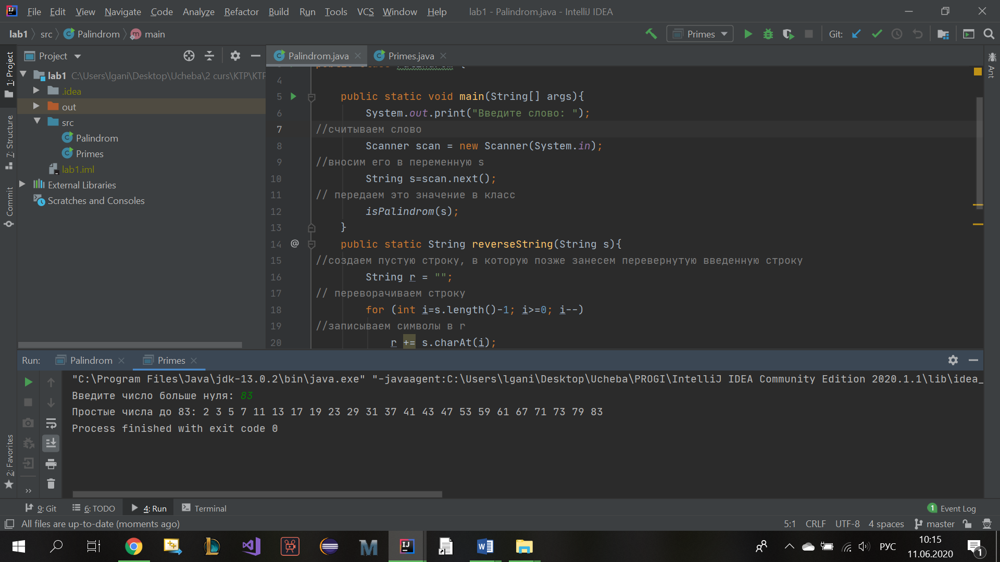 File Edit View Navigate Code Analyze Refactor Build Run Tools VCS Window Help lab1 - Palindrom.java - IntelliJ IDEA
lab1 src Palindrom main Primes Git:
Project Palindrom.java Primes.java
1: Project
7: Structure
Commit
2: Favorites
Ant
lab1 C:\Users\lgani\Desktop\Ucheba\2 curs\KTP\KTP
.idea
out
src
Palindrom
Primes
lab1.iml
External Libraries
Scratches and Consoles
4
5 public static void main(String[] args){
6 System.out.print("Введите слово: ");
7 //считываем слово
8 Scanner scan = new Scanner(System.in);
9 //вносим его в переменную s
10 String s=scan.next();
11 // передаем это значение в класс
12 isPalindrom(s);
13 }
14 @ public static String reverseString(String s){
15 //создаем пустую строку, в которую позже занесем перевернутую введенную строку
16 String r = "";
17 // переворачиваем строку
18 for (int i=s.length()-1; i>=0; i--)
19 //записываем символы в r
20 r += s.charAt(i);
Run: Palindrom Primes
"C:\Program Files\Java\jdk-13.0.2\bin\java.exe" "-javaagent:C:\Users\lgani\Desktop\Ucheba\PROGI\IntelliJ IDEA Community Edition 2020.1.1\lib\idea_
Введите число больше нуля: 83
Простые числа до 83: 2 3 5 7 11 13 17 19 23 29 31 37 41 43 47 53 59 61 67 71 73 79 83
Process finished with exit code 0
9: Git 6: TODO 4: Run Terminal 1 Event Log
All files are up-to-date (moments ago) 5:1 CRLF UTF-8 4 spaces master
РУС 10:15
11.06.2020 1